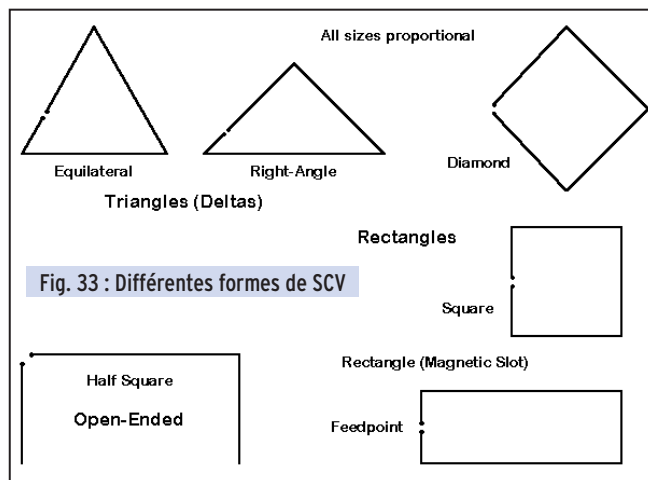 All sizes proportional
Equilateral
Right-Angle
Diamond
Triangles (Deltas)
Rectangles
Fig. 33 : Différentes formes de SCV
Square
Half Square
Rectangle (Magnetic Slot)
Open-Ended
Feedpoint